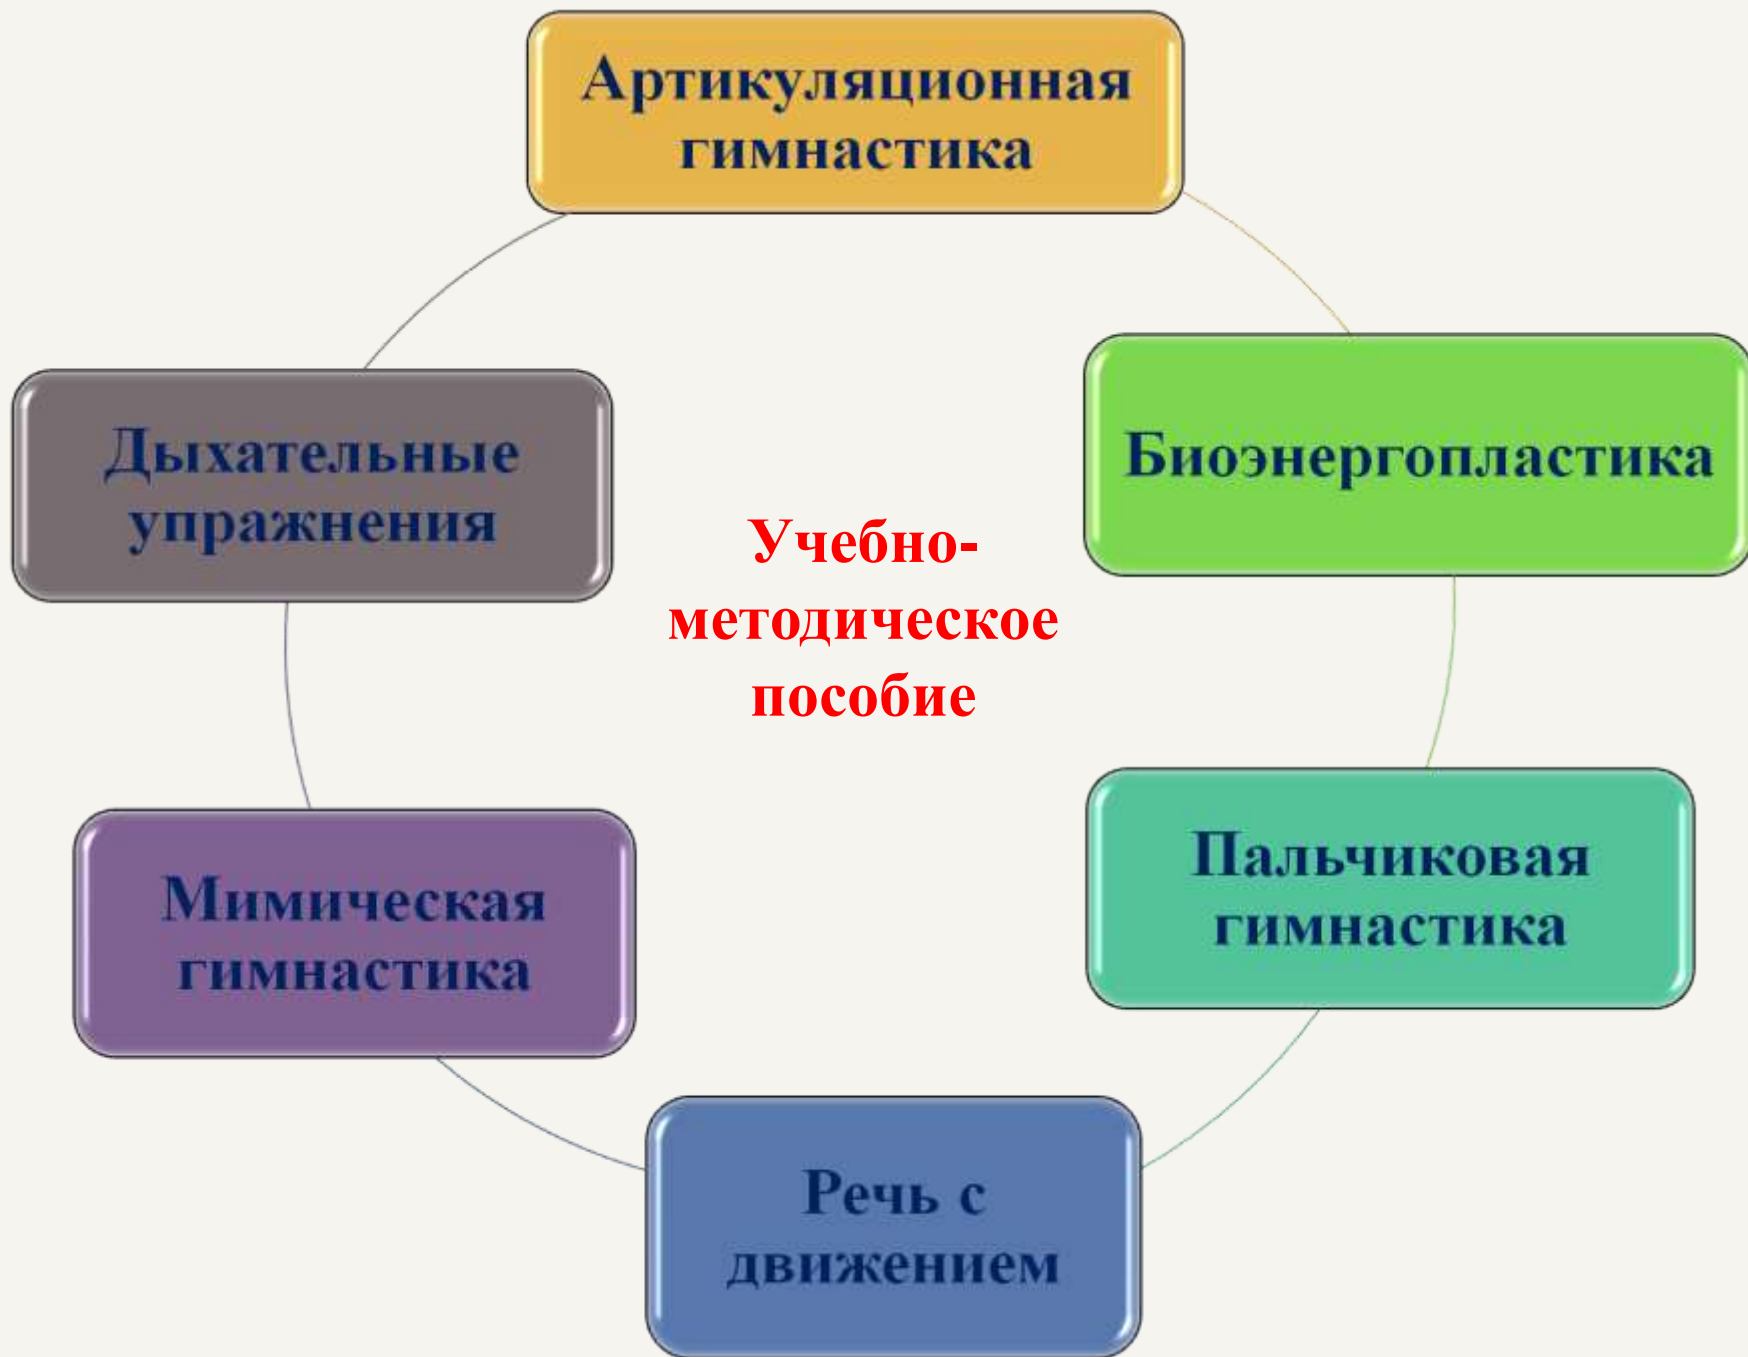 Артикуляционная
гимнастика
Биоэнергопластика
Пальчиковая
гимнастика
Речь с
движением
Мимическая
гимнастика
Дыхательные
упражнения
Учебно-
методическое
пособие